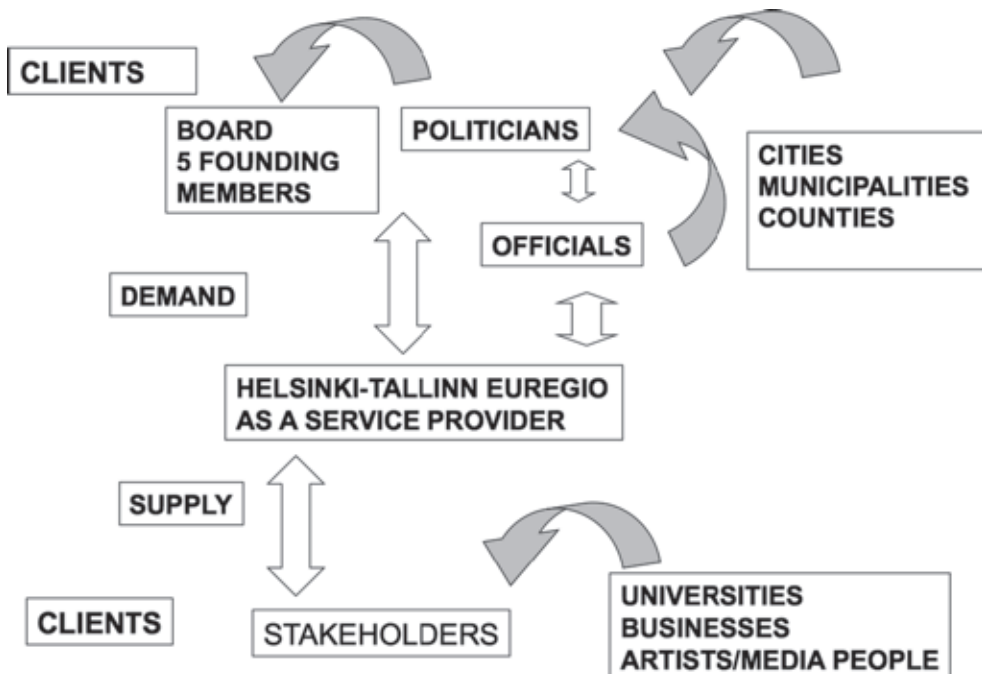 CLIENTS
BOARD
5 FOUNDING
MEMBERS
POLITICIANS
CITIES
MUNICIPALITIES
COUNTIES
OFFICIALS
DEMAND
HELSINKI-TALLINN EUREGIO
AS A SERVICE PROVIDER
SUPPLY
CLIENTS
STAKEHOLDERS
UNIVERSITIES
BUSINESSES
ARTISTS/MEDIA PEOPLE